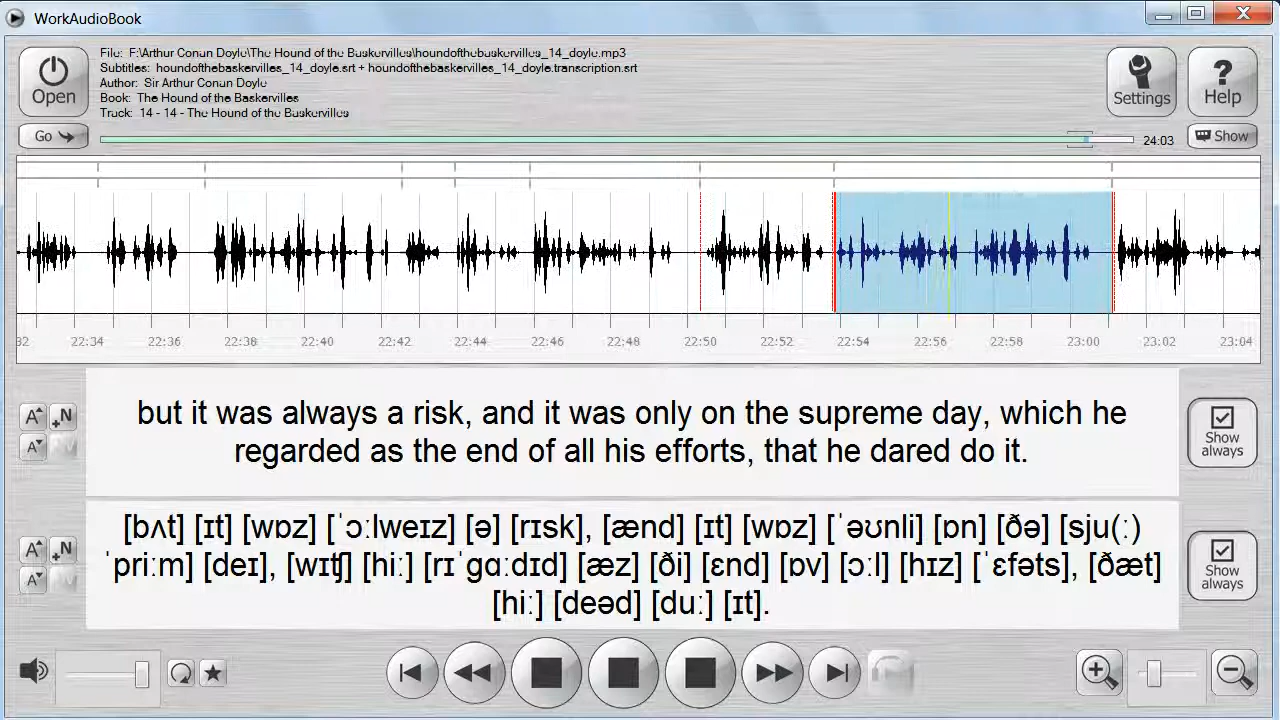 WorkAudioBook
File: F:\Arthur Conan Doyle\The Hound of the Baskervilles\houndofthebaskervilles_14_doyle.mp3
Subtitles: houndofthebaskervilles_14_doyle.srt + houndofthebaskervilles_14_doyle.transcription.srt
Author: Sir Arthur Conan Doyle
Book: The Hound of the Baskervilles
Track: 14 - 14 - The Hound of the Baskervilles
Open
Settings
Help
Go
24:03
Show
32 22:34 22:36 22:38 22:40 22:42 22:44 22:46 22:48 22:50 22:52 22:54 22:56 22:58 23:00 23:02 23:04
A +N
A
but it was always a risk, and it was only on the supreme day, which he
regarded as the end of all his efforts, that he dared do it.
Show
always
A +N
A
[bʌt] [ɪt] [wɒz] [ˈɔːlweɪz] [ə] [rɪsk], [ænd] [ɪt] [wɒz] [ˈəʊnli] [ɒn] [ðə] [sju(ː)
ˈpriːm] [deɪ], [wɪʧ] [hiː] [rɪˈgɑːdɪd] [æz] [ði] [ɛnd] [ɒv] [ɔːl] [hɪz] [ˈɛfəts], [ðæt]
[hiː] [deəd] [duː] [ɪt].
Show
always